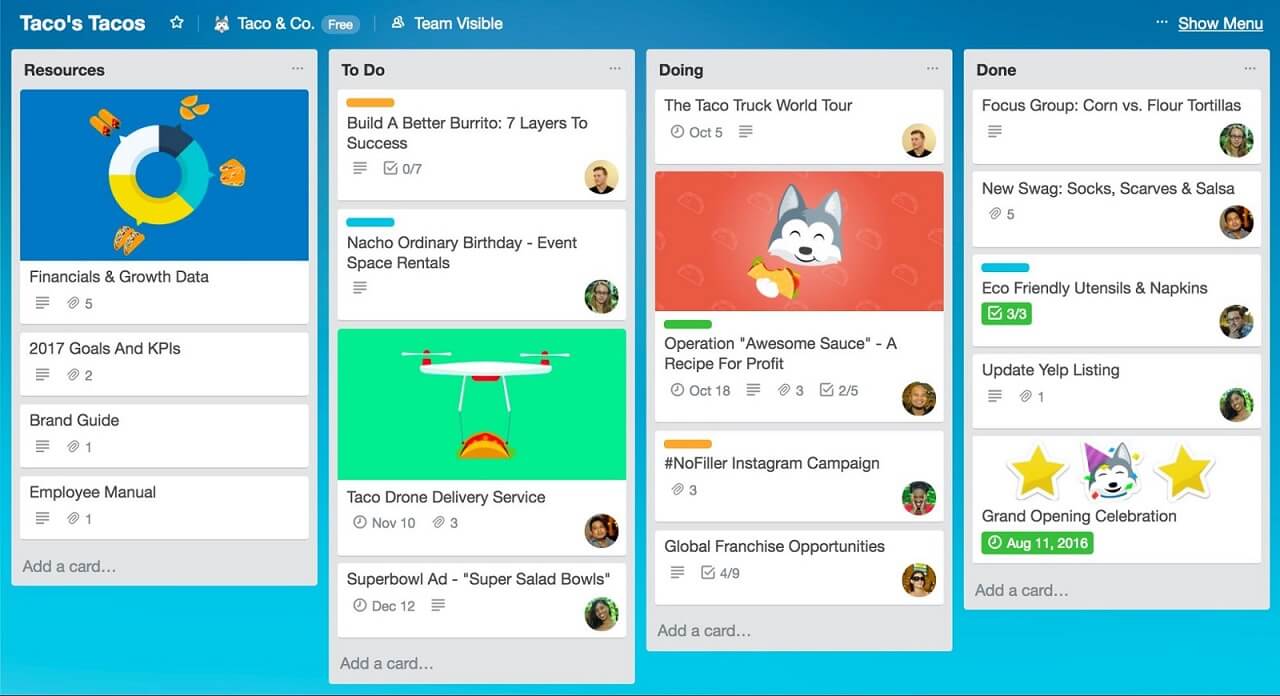 Taco's Tacos
Taco & Co.
Free
Team Visible
... Show Menu
Resources
Financials & Growth Data
5
2017 Goals And KPIs
2
Brand Guide
1
Employee Manual
1
Add a card…
To Do
Build A Better Burrito: 7 Layers To
Success
0/7
Nacho Ordinary Birthday - Event
Space Rentals
Taco Drone Delivery Service
Nov 10
3
Superbowl Ad - "Super Salad Bowls"
Dec 12
Add a card…
Doing
The Taco Truck World Tour
Oct 5
Operation "Awesome Sauce" - A
Recipe For Profit
Oct 18
3
2/5
#NoFiller Instagram Campaign
3
Global Franchise Opportunities
4/9
Add a card…
Done
Focus Group: Corn vs. Flour Tortillas
New Swag: Socks, Scarves & Salsa
5
Eco Friendly Utensils & Napkins
3/3
Update Yelp Listing
1
Grand Opening Celebration
Aug 11, 2016
Add a card…